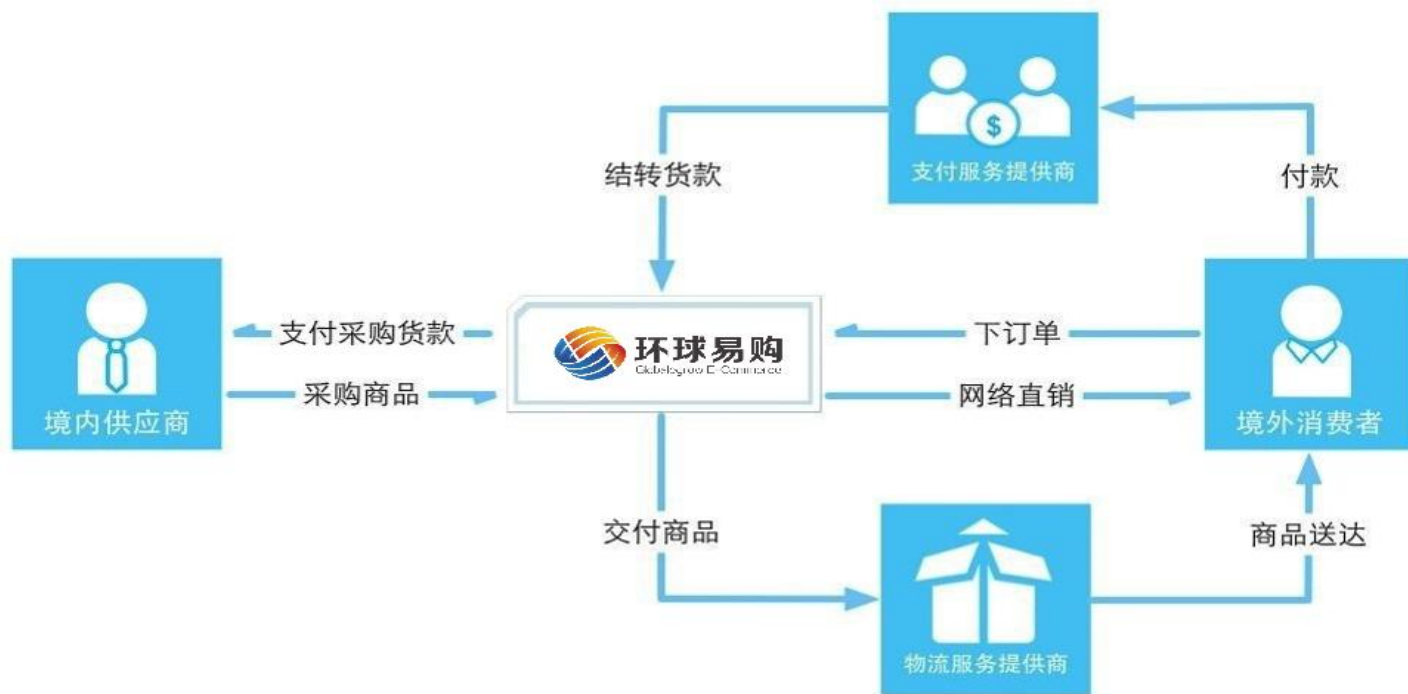 $
支付服务提供商
结转货款
付款
支付采购货款
环球易购
Globalegrow E-Commerce
下订单
采购商品
网络直销
境内供应商
境外消费者
交付商品
商品送达
物流服务提供商